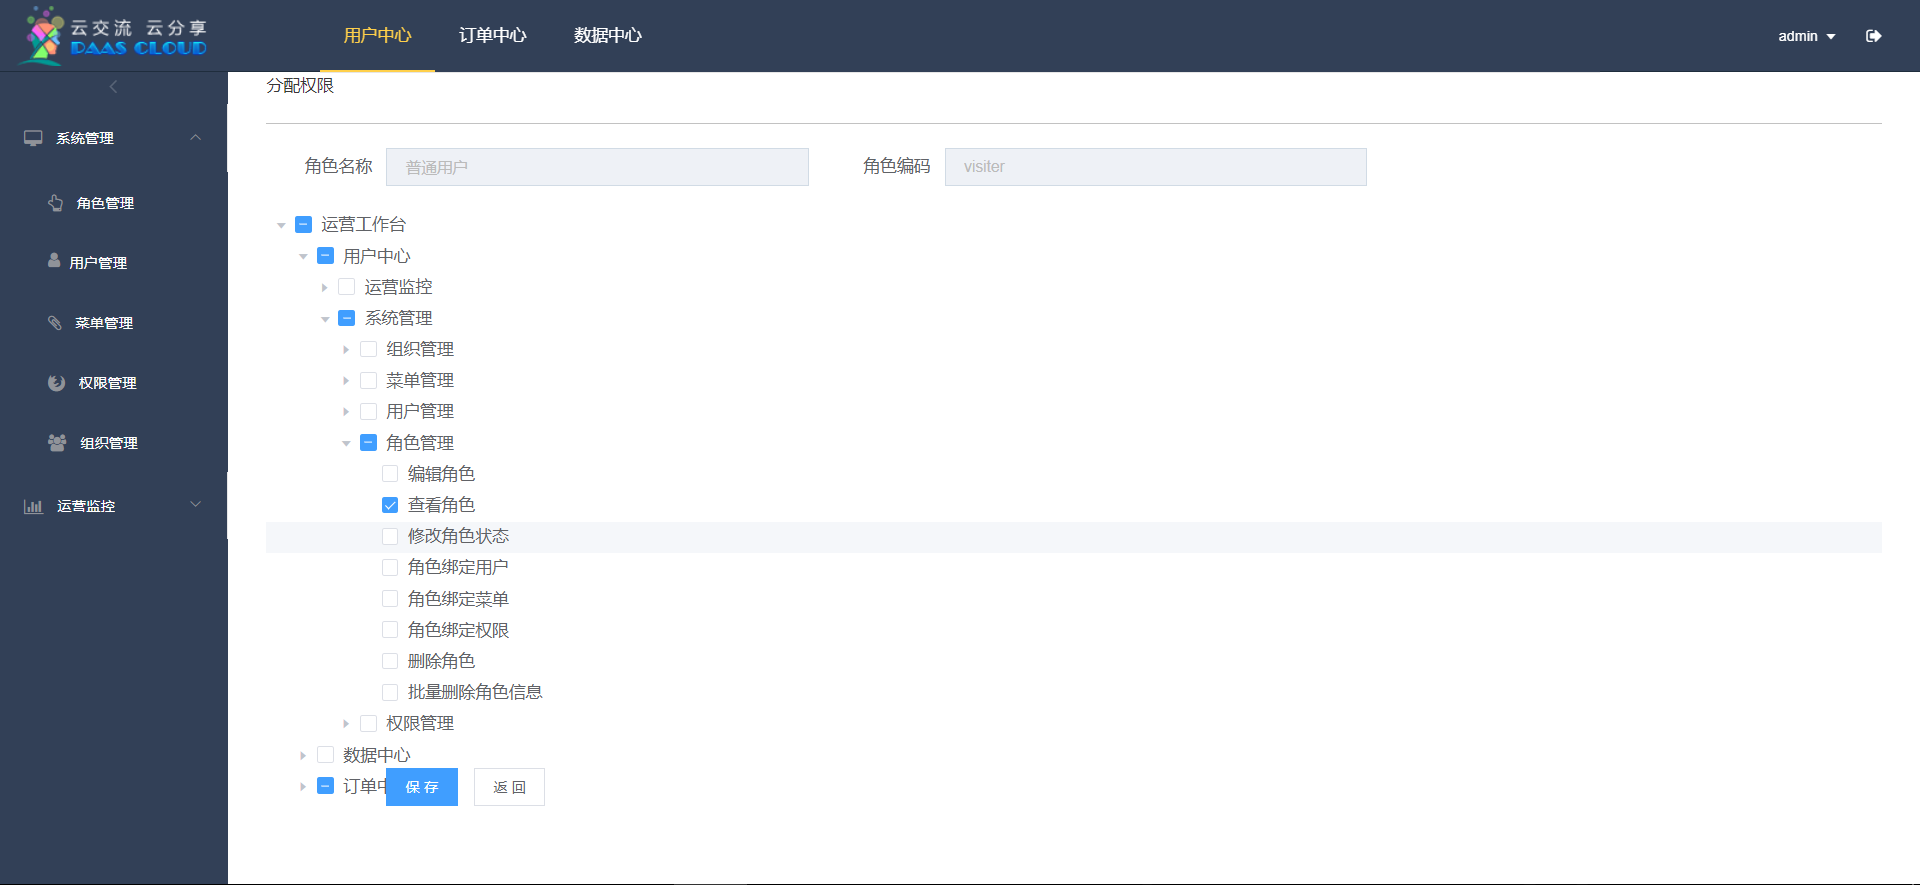 云交流 云分享
DAAS CLOUD
用户中心
订单中心
数据中心
admin
系统管理
角色管理
用户管理
菜单管理
权限管理
组织管理
运营监控
分配权限
角色名称 普通用户
角色编码 visiter
运营工作台
用户中心
运营监控
系统管理
组织管理
菜单管理
用户管理
角色管理
编辑角色
查看角色
修改角色状态
角色绑定用户
角色绑定菜单
角色绑定权限
删除角色
批量删除角色信息
权限管理
数据中心
订单中
保存
返回